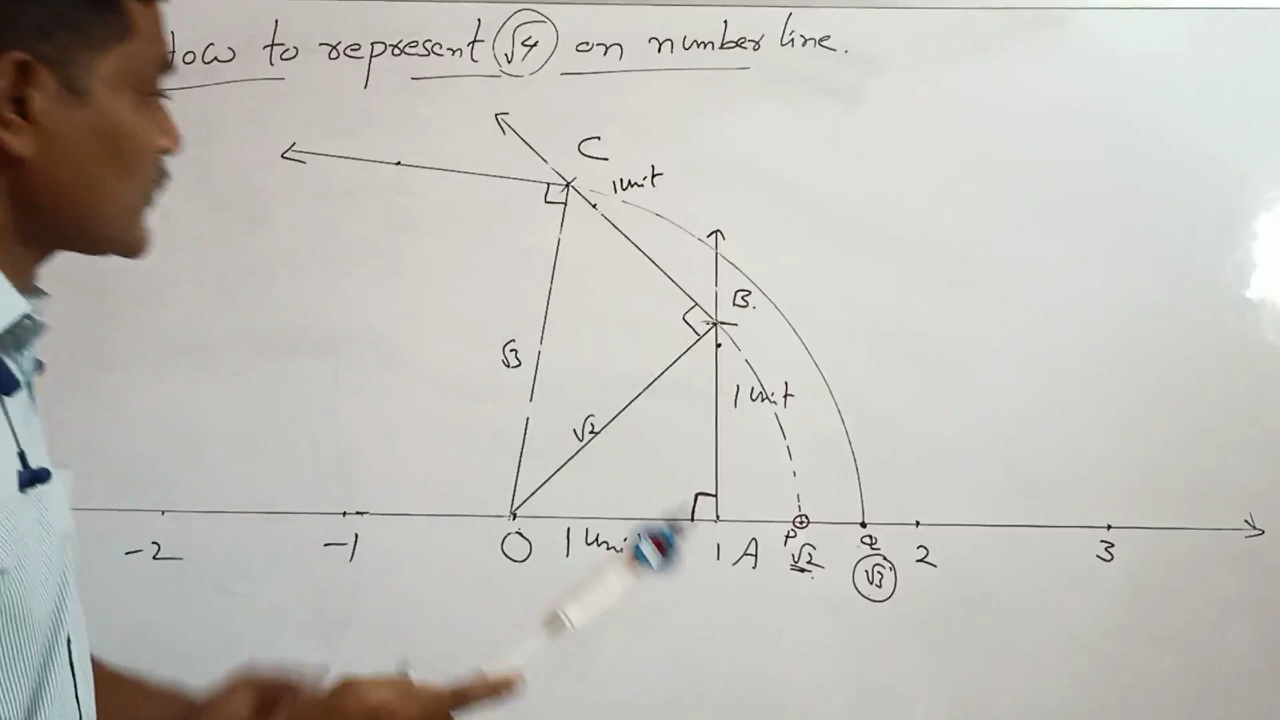 How to represent √4 on number line.
C
1 unit
B.
√3
1 unit
√2
-2 -1 0 1 Unit 1 A P Q 2 3
√2 √3